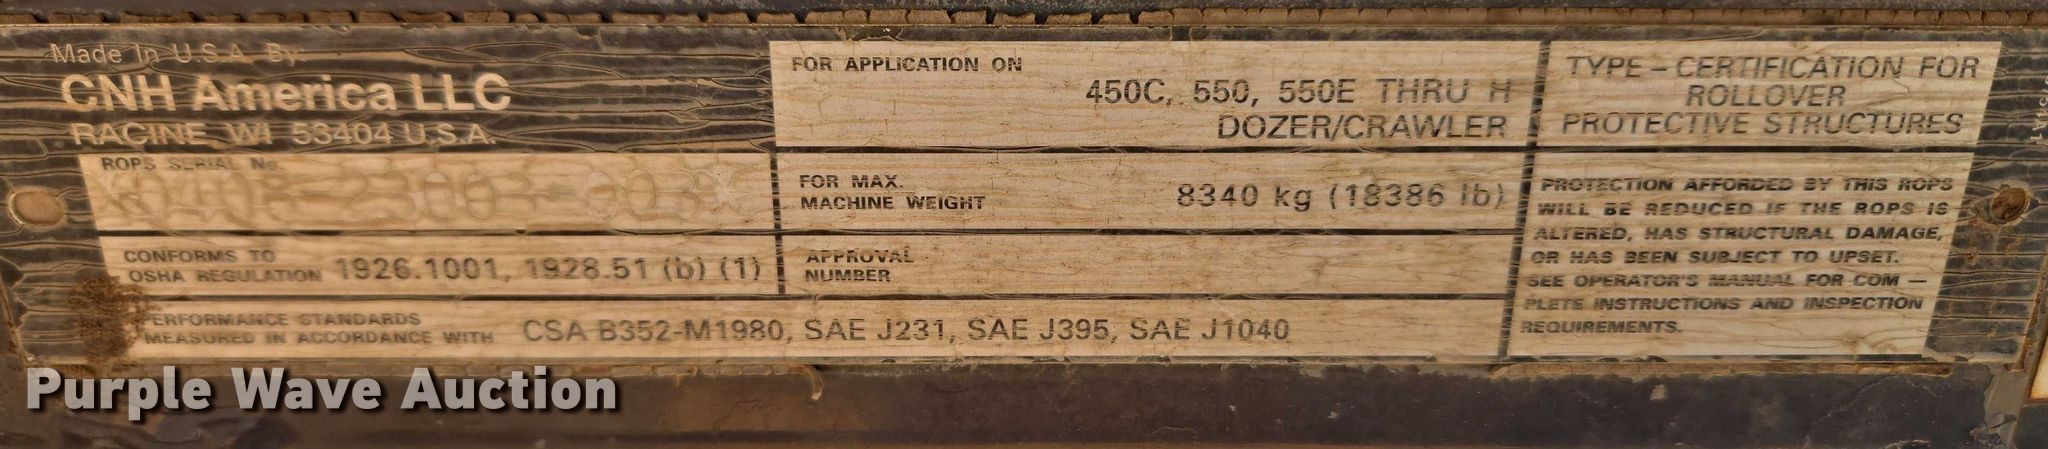 Made In U.S.A. By:
CNH America LLC
RACINE, WI 53404 U.S.A.
ROPS SERIAL No.
CONFORMS TO
OSHA REGULATION 1926.1001, 1928.51 (b) (1)
PERFORMANCE STANDARDS
MEASURED IN ACCORDANCE WITH CSA B352-M1980, SAE J231, SAE J395, SAE J1040
FOR APPLICATION ON
450C, 550, 550E THRU H
DOZER/CRAWLER
FOR MAX.
MACHINE WEIGHT 8340 kg (18386 lb)
APPROVAL
NUMBER
TYPE – CERTIFICATION FOR
ROLLOVER
PROTECTIVE STRUCTURES
PROTECTION AFFORDED BY THIS ROPS
WILL BE REDUCED IF THE ROPS IS
ALTERED, HAS STRUCTURAL DAMAGE,
OR HAS BEEN SUBJECT TO UPSET.
SEE OPERATOR'S MANUAL FOR COM –
PLETE INSTRUCTIONS AND INSPECTION
REQUIREMENTS.
Purple Wave Auction